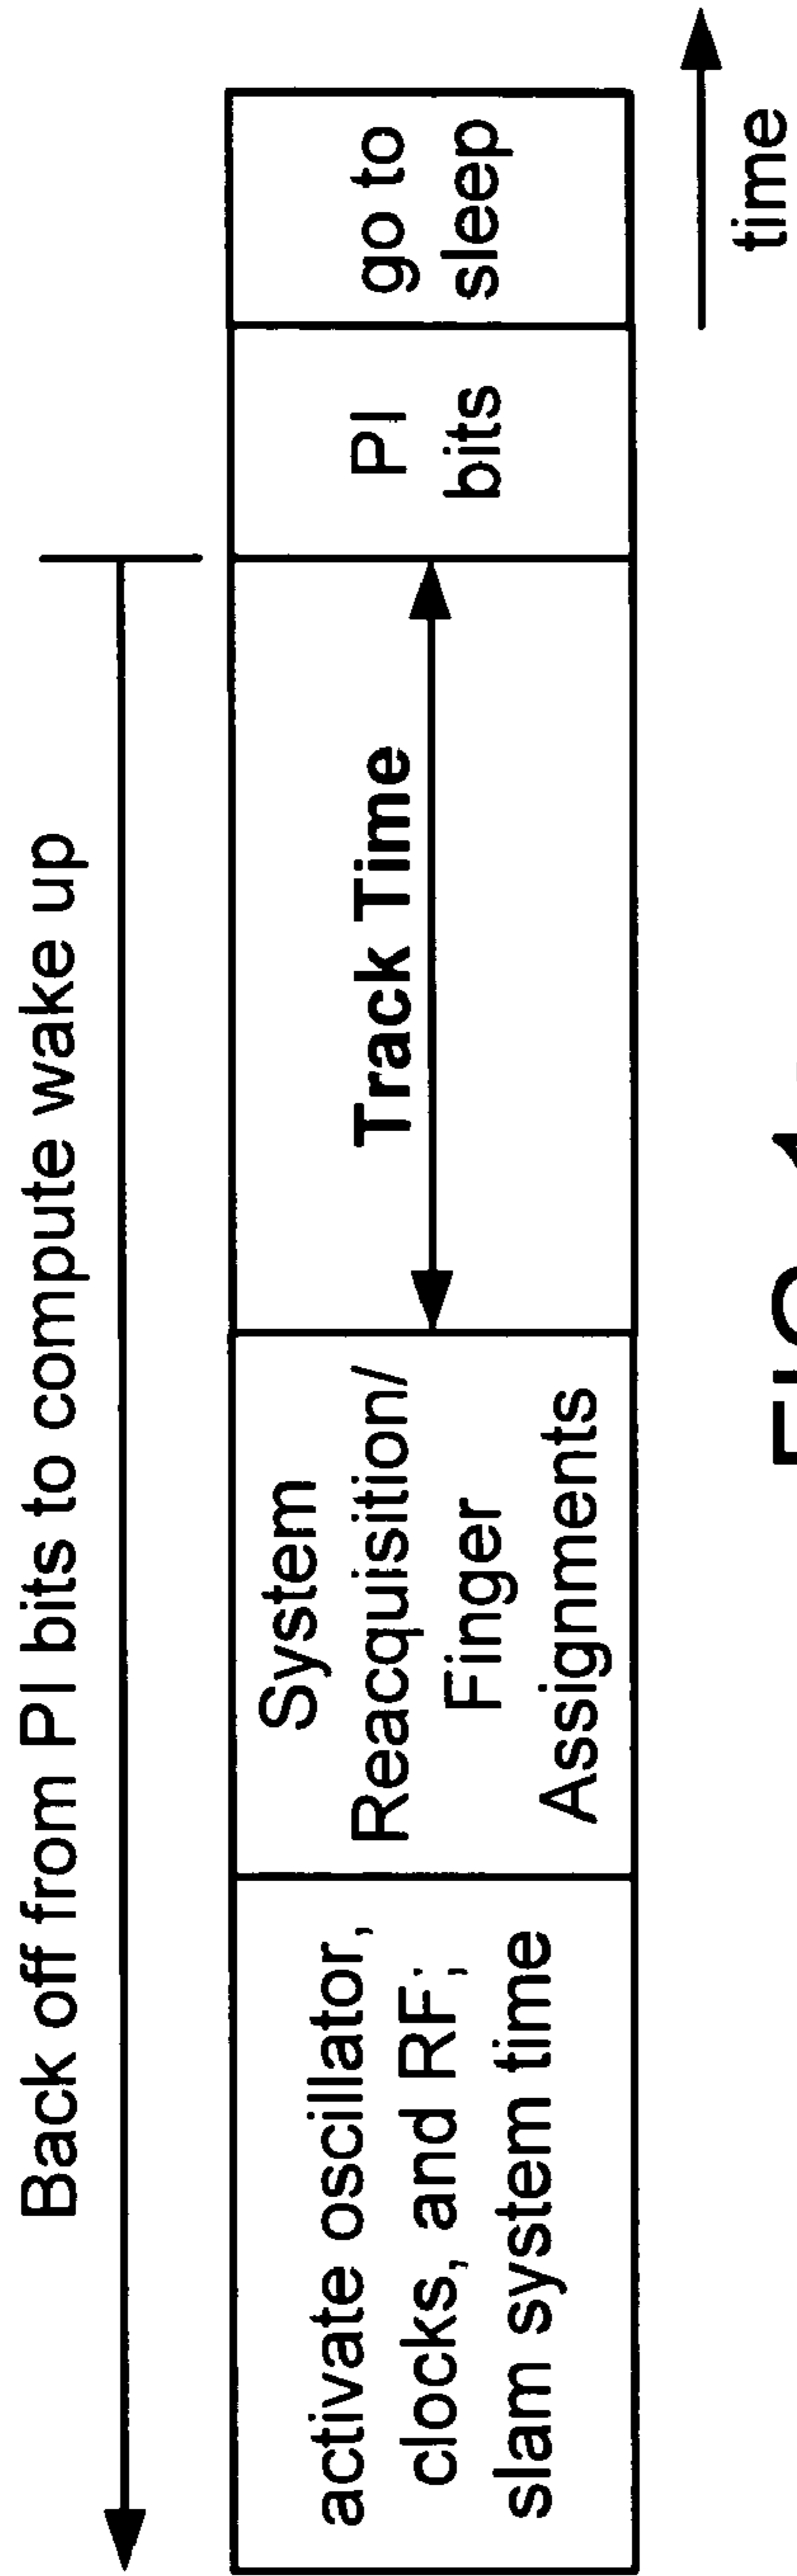 Back off from PI bits to compute wake up
activate oscillator,
clocks, and RF;
slam system time
System
Reacquisition/
Finger
Assignments
Track Time
PI
bits
go to
sleep
time